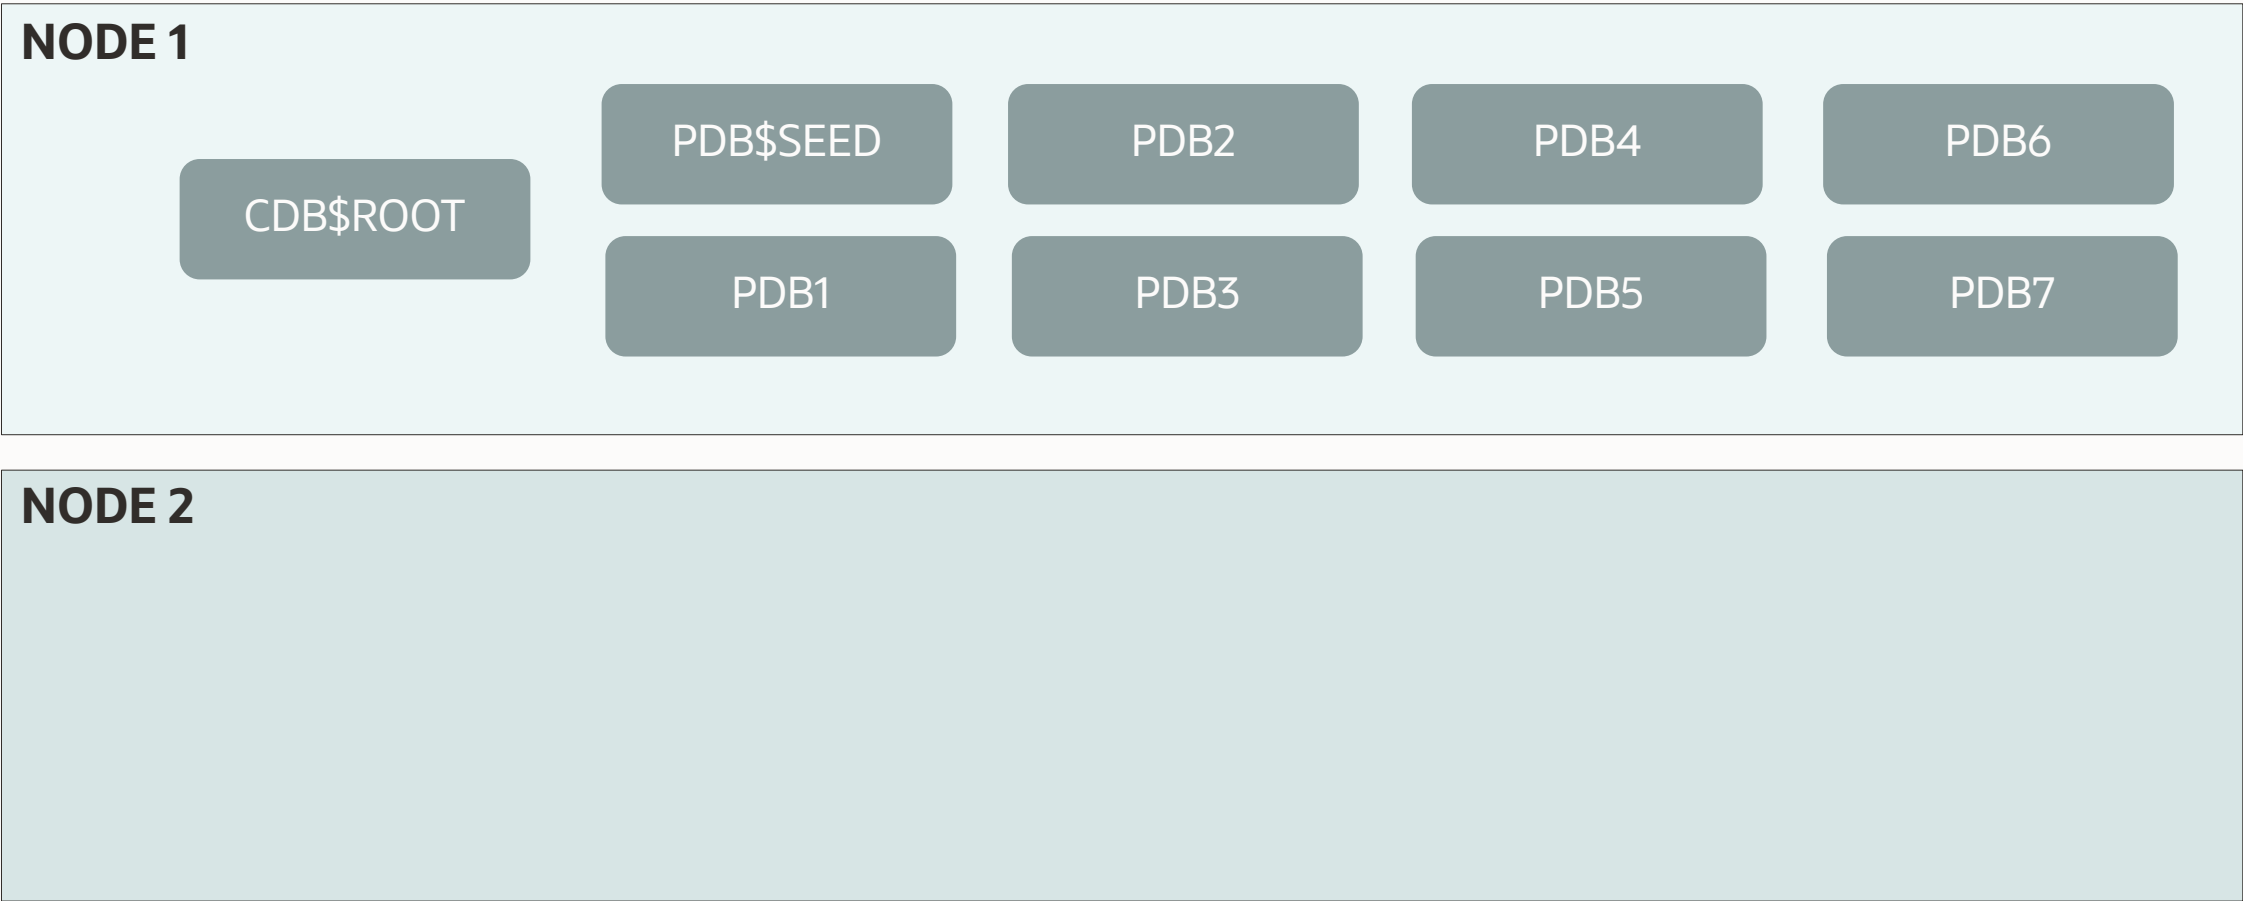 NODE 1
CDB$ROOT
PDB$SEED
PDB2
PDB4
PDB6
PDB1
PDB3
PDB5
PDB7
NODE 2